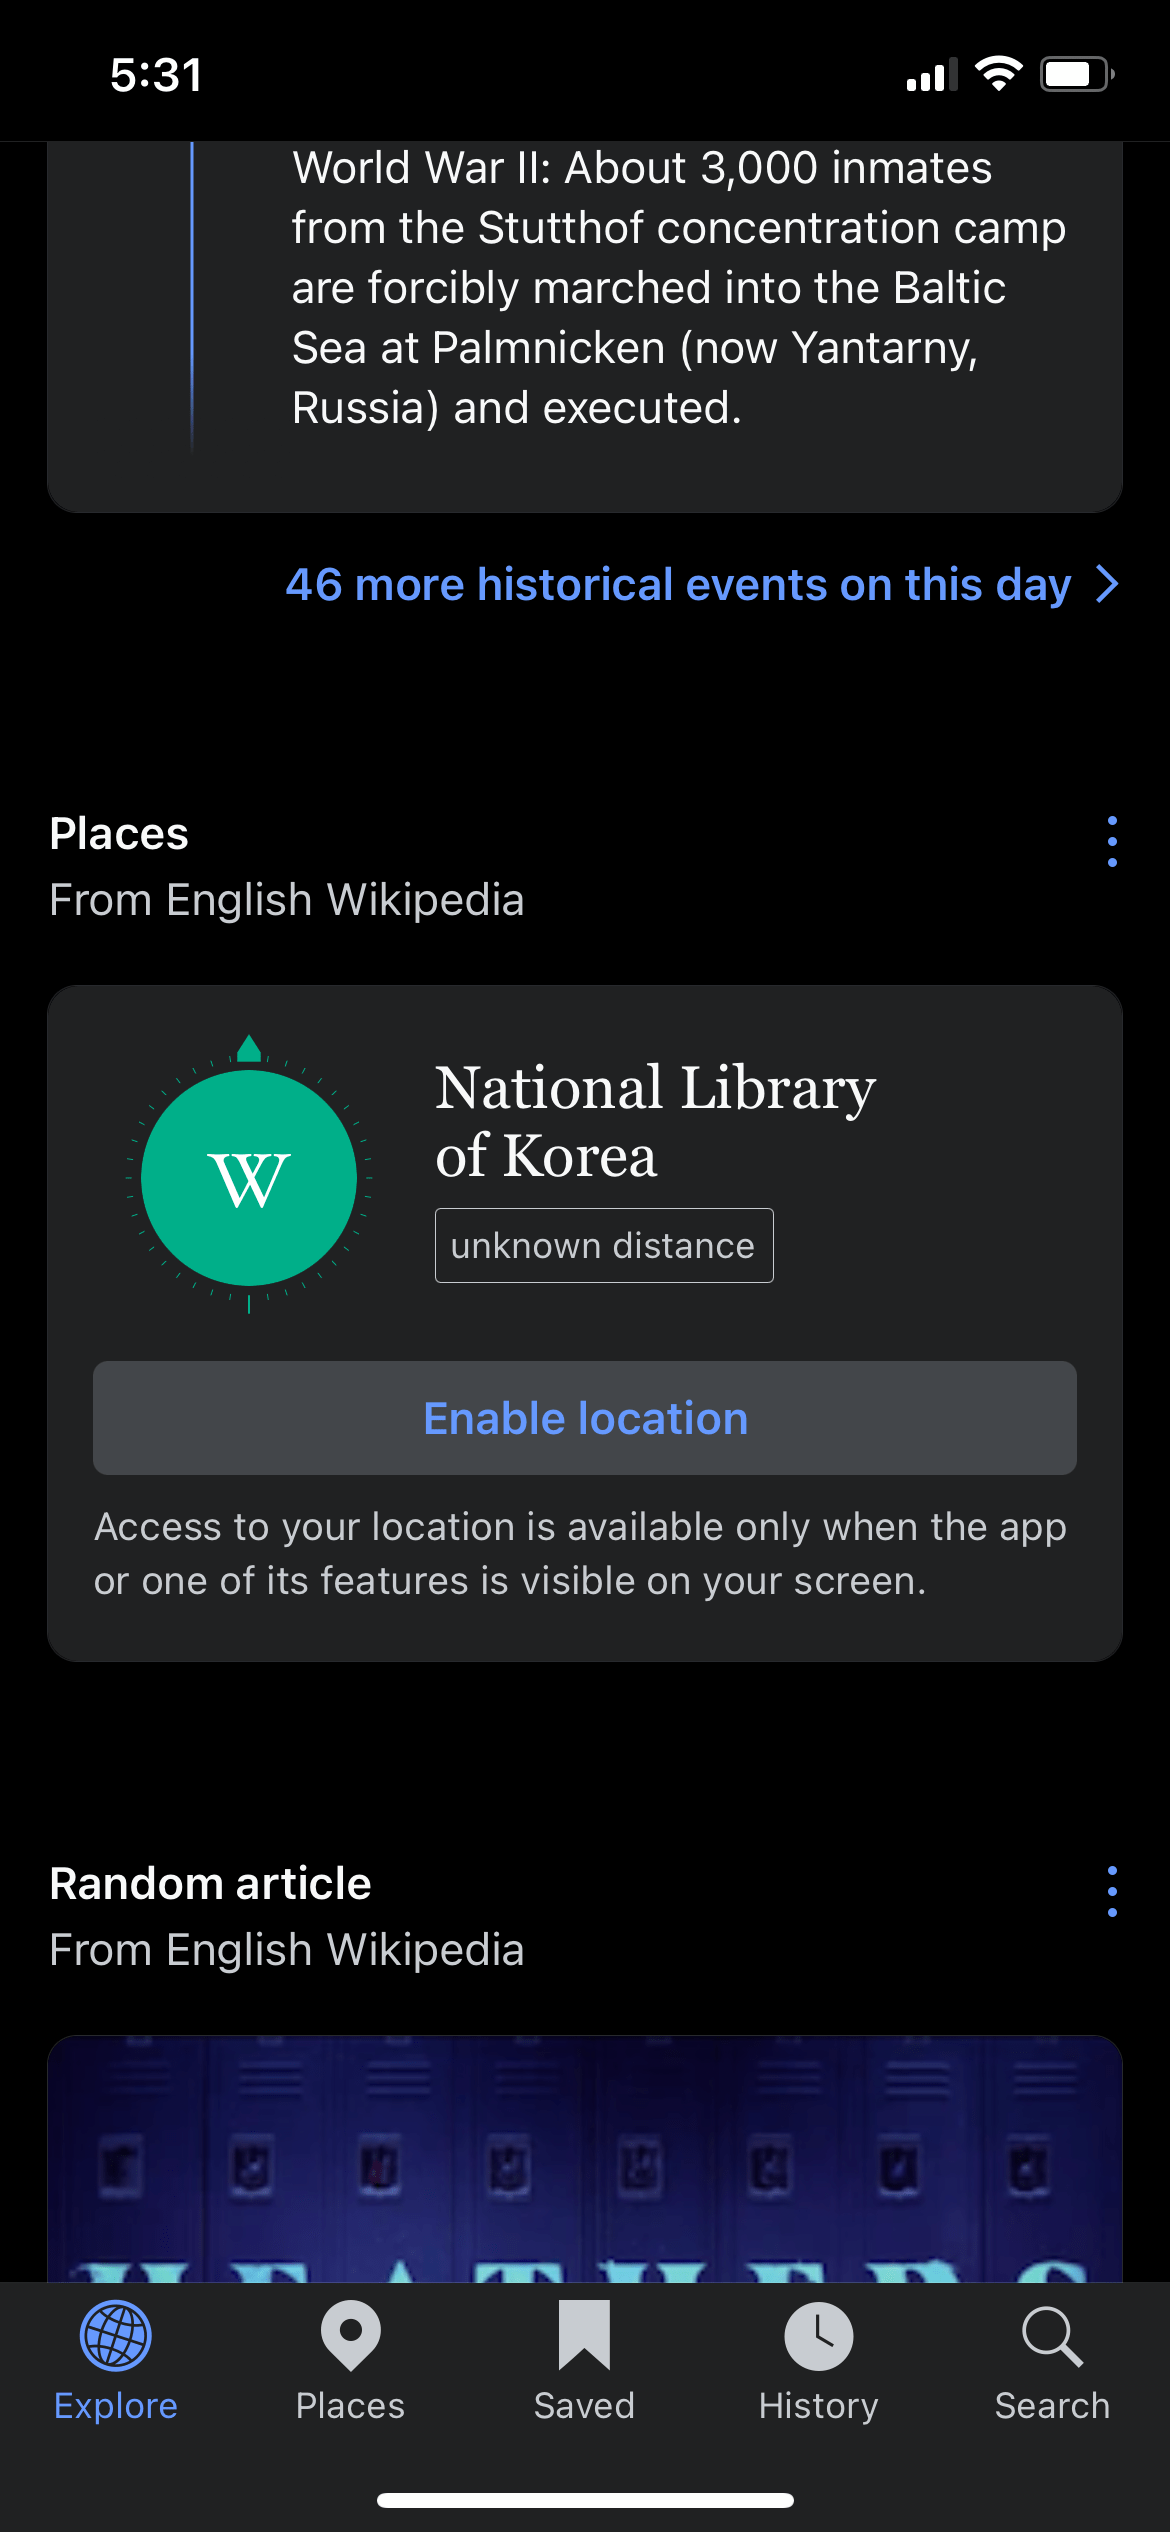 5:31
World War II: About 3,000 inmates
from the Stutthof concentration camp
are forcibly marched into the Baltic
Sea at Palmnicken (now Yantarny,
Russia) and executed.
46 more historical events on this day
Places
From English Wikipedia
W
National Library
of Korea
unknown distance
Enable location
Access to your location is available only when the app
or one of its features is visible on your screen.
Random article
From English Wikipedia
HEATHERS
Explore
Places
Saved
History
Search